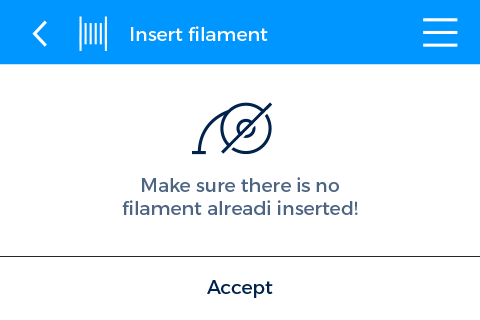 Insert filament
Make sure there is no
filament alreadi inserted!
Accept